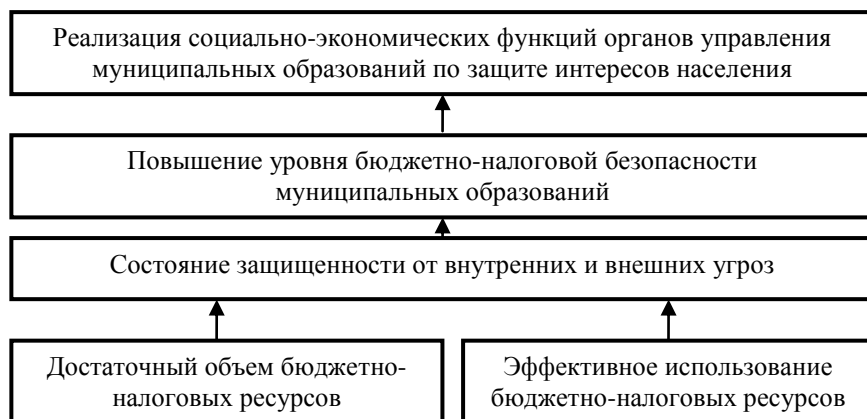 Реализация социально-экономических функций органов управления
муниципальных образований по защите интересов населения
Повышение уровня бюджетно-налоговой безопасности
муниципальных образований
Состояние защищенности от внутренних и внешних угроз
Достаточный объем бюджетно-
налоговых ресурсов
Эффективное использование
бюджетно-налоговых ресурсов